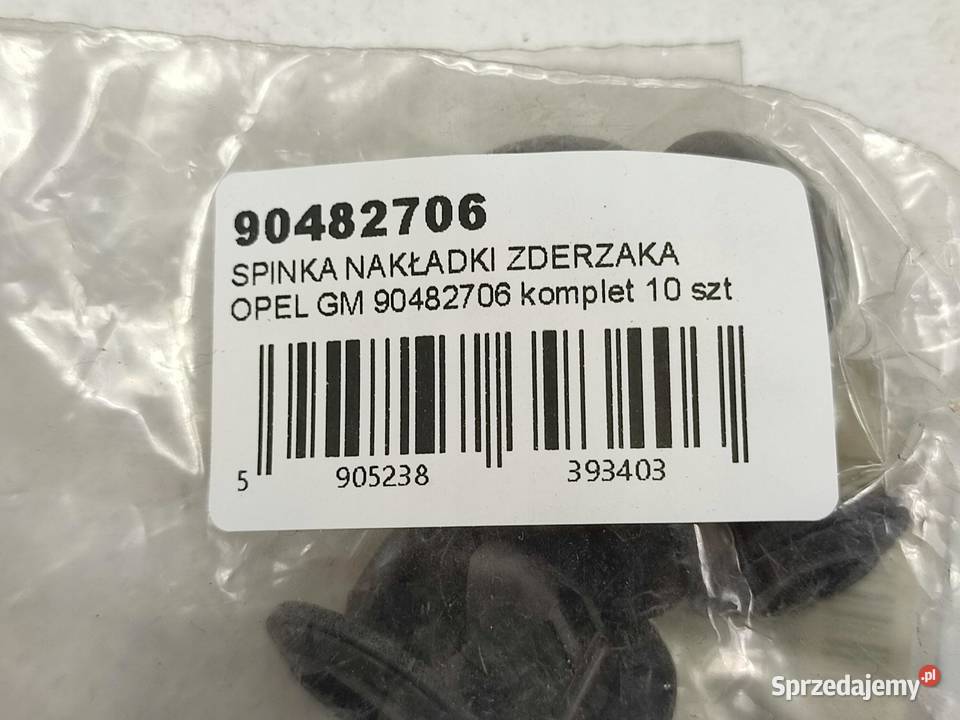 90482706
SPINKA NAKŁADKI ZDERZAKA
OPEL GM 90482706 komplet 10 szt
5 905238 393403
Sprzedajemy.pl